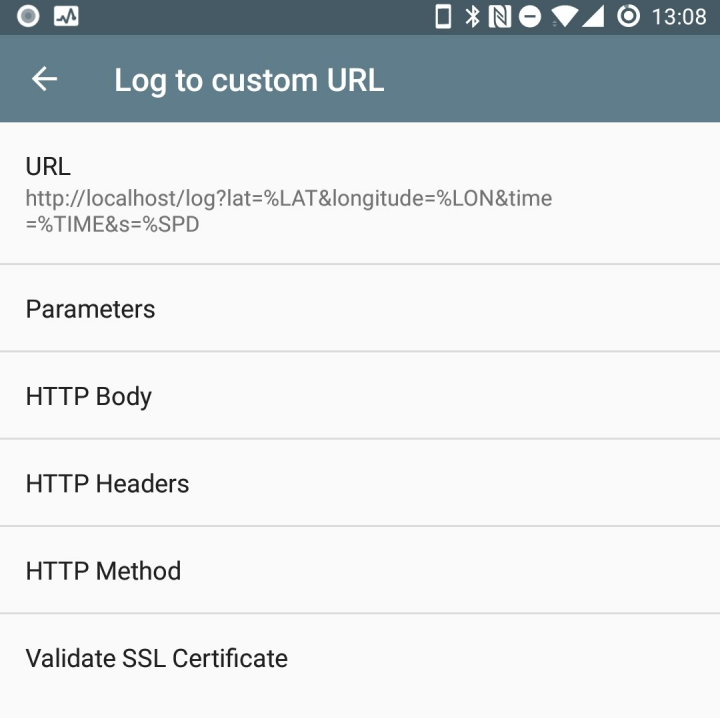 13:08
Log to custom URL
URL
http://localhost/log?lat=%LAT&longitude=%LON&time
=%TIME&s=%SPD
Parameters
HTTP Body
HTTP Headers
HTTP Method
Validate SSL Certificate